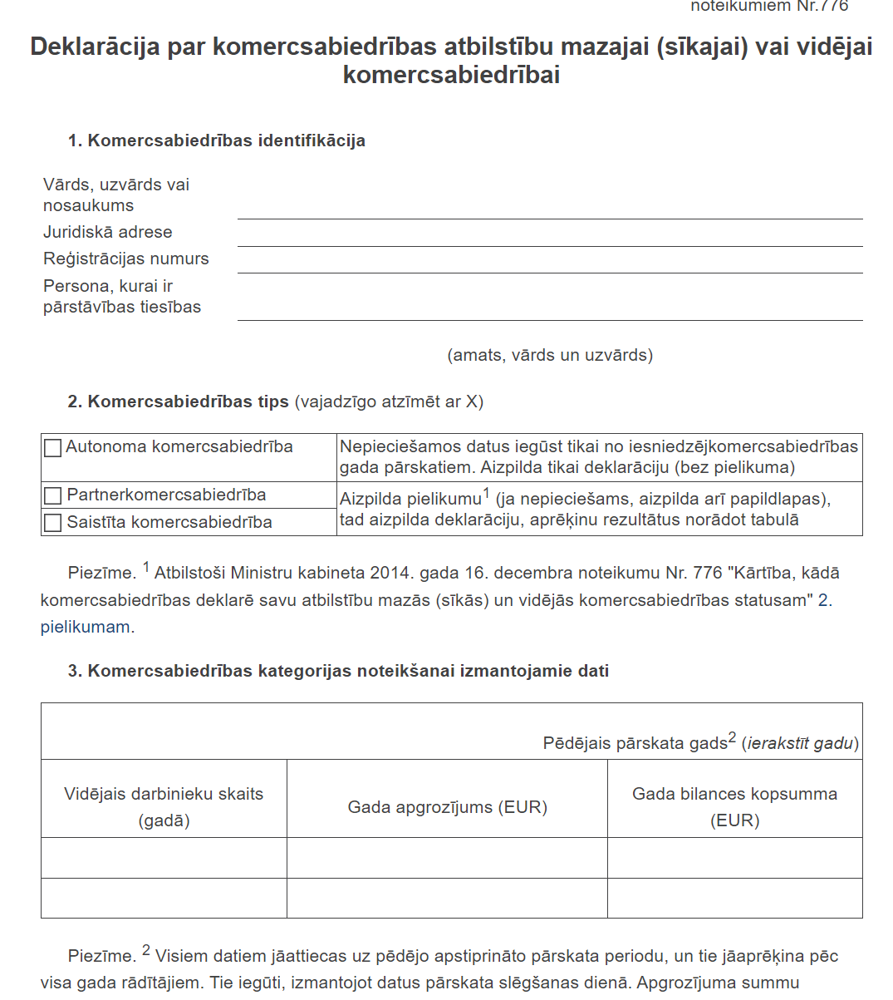 noteikumiem Nr.776
Deklarācija par komercsabiedrības atbilstību mazajai (sīkajai) vai vidējai
komercsabiedrībai
1. Komercsabiedrības identifikācija
Vārds, uzvārds vai
nosaukums
Juridiskā adrese
Reģistrācijas numurs
Persona, kurai ir
pārstāvības tiesības
(amats, vārds un uzvārds)
2. Komercsabiedrības tips (vajadzīgo atzīmēt ar X)
Autonoma komercsabiedrība
Nepieciešamos datus iegūst tikai no iesniedzējkomercsabiedrības
gada pārskatiem. Aizpilda tikai deklarāciju (bez pielikuma)
Partnerkomercsabiedrība
Saistīta komercsabiedrība
Aizpilda pielikumu¹ (ja nepieciešams, aizpilda arī papildlapas),
tad aizpilda deklarāciju, aprēķinu rezultātus norādot tabulā
Piezīme. ¹ Atbilstoši Ministru kabineta 2014. gada 16. decembra noteikumu Nr. 776 "Kārtība, kādā
komercsabiedrības deklarē savu atbilstību mazās (sīkās) un vidējās komercsabiedrības statusam" 2.
pielikumam.
3. Komercsabiedrības kategorijas noteikšanai izmantojamie dati
Pēdējais pārskata gads² (ierakstīt gadu)
Vidējais darbinieku skaits
(gadā)
Gada apgrozījums (EUR)
Gada bilances kopsumma
(EUR)
Piezīme. ² Visiem datiem jāattiecas uz pēdējo apstiprināto pārskata periodu, un tie jāaprēķina pēc
visa gada rādītājiem. Tie iegūti, izmantojot datus pārskata slēgšanas dienā. Apgrozījuma summu